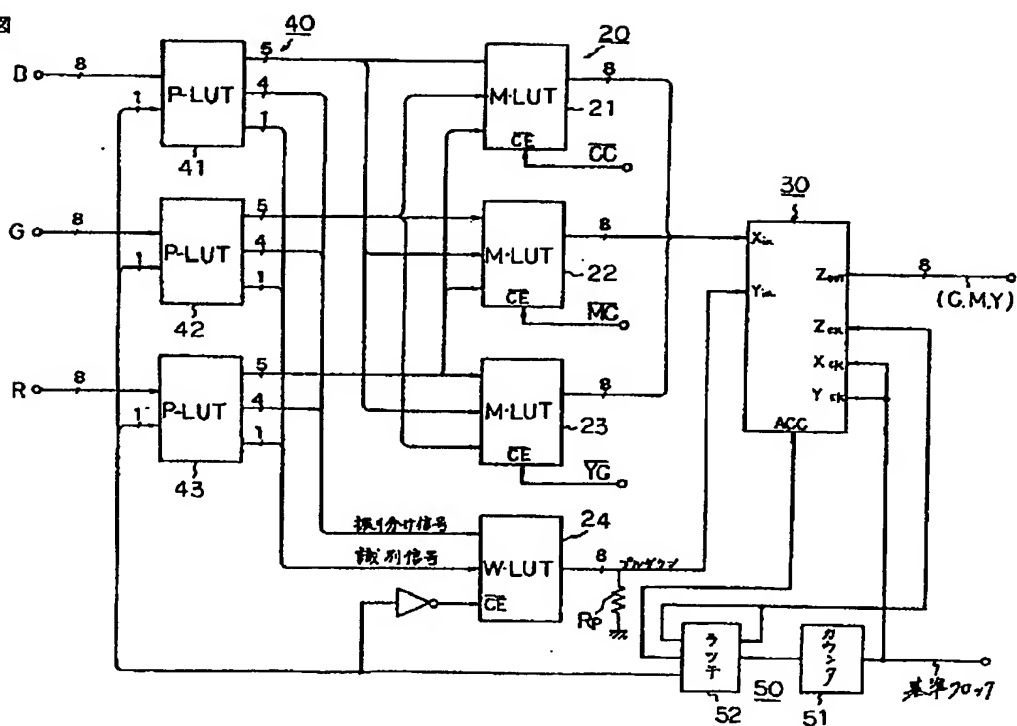 図
40
20
B 8
P-LUT
1
41
5
4
1
M·LUT
CE
21
8
CC
G 8
P-LUT
1
42
5
4
1
M·LUT
CE
22
8
MC
R 8
P-LUT
1
43
5
4
1
M·LUT
CE
23
8
YC
振り分け信号
識別信号
W·LUT
CE
24
8
プルダウン
Rp
30
Xin
Yin
Zout
ZCK
XCK
YCK
ACC
8
(C.M.Y)
ラッチ
52
50
カウンタ
51
基準クロック